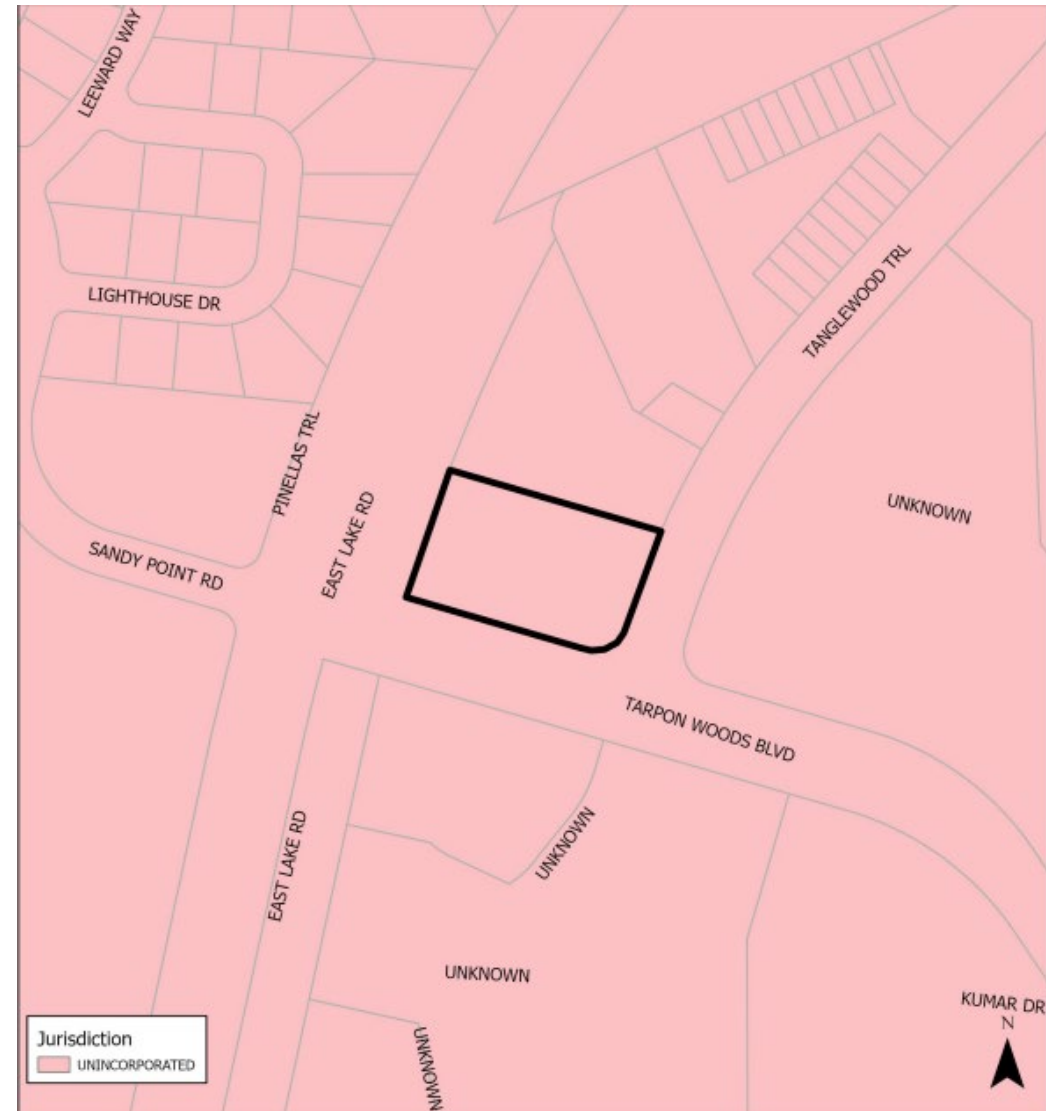 LEEWARD WAY
LIGHTHOUSE DR
TANGLEWOOD TRL
PINELLAS TRL
EAST LAKE RD
UNKNOWN
SANDY POINT RD
TARPON WOODS BLVD
UNKNOWN
EAST LAKE RD
UNKNOWN
KUMAR DR
N
UNKNOWN
Jurisdiction
UNINCORPORATED